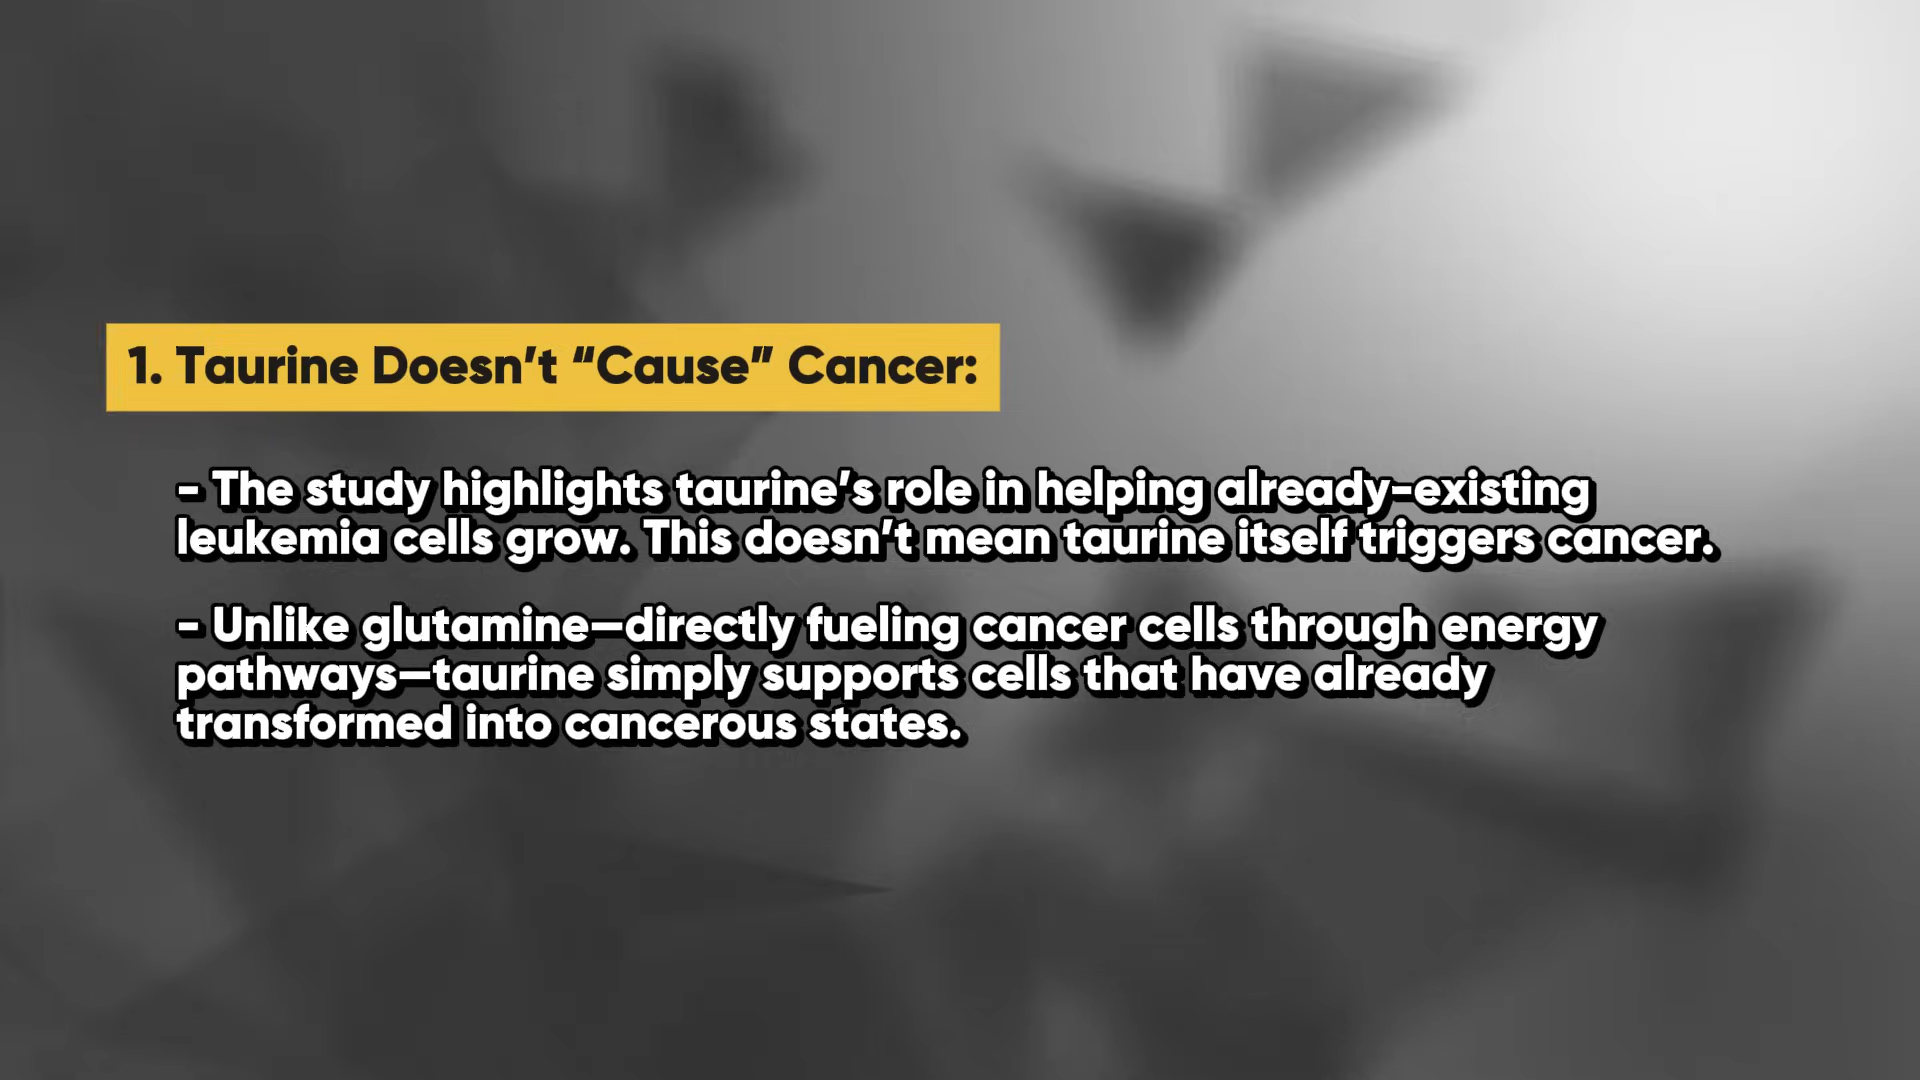 1. Taurine Doesn't "Cause" Cancer:
- The study highlights taurine's role in helping already-existing
leukemia cells grow. This doesn't mean taurine itself triggers cancer.
- Unlike glutamine—directly fueling cancer cells through energy
pathways—taurine simply supports cells that have already
transformed into cancerous states.